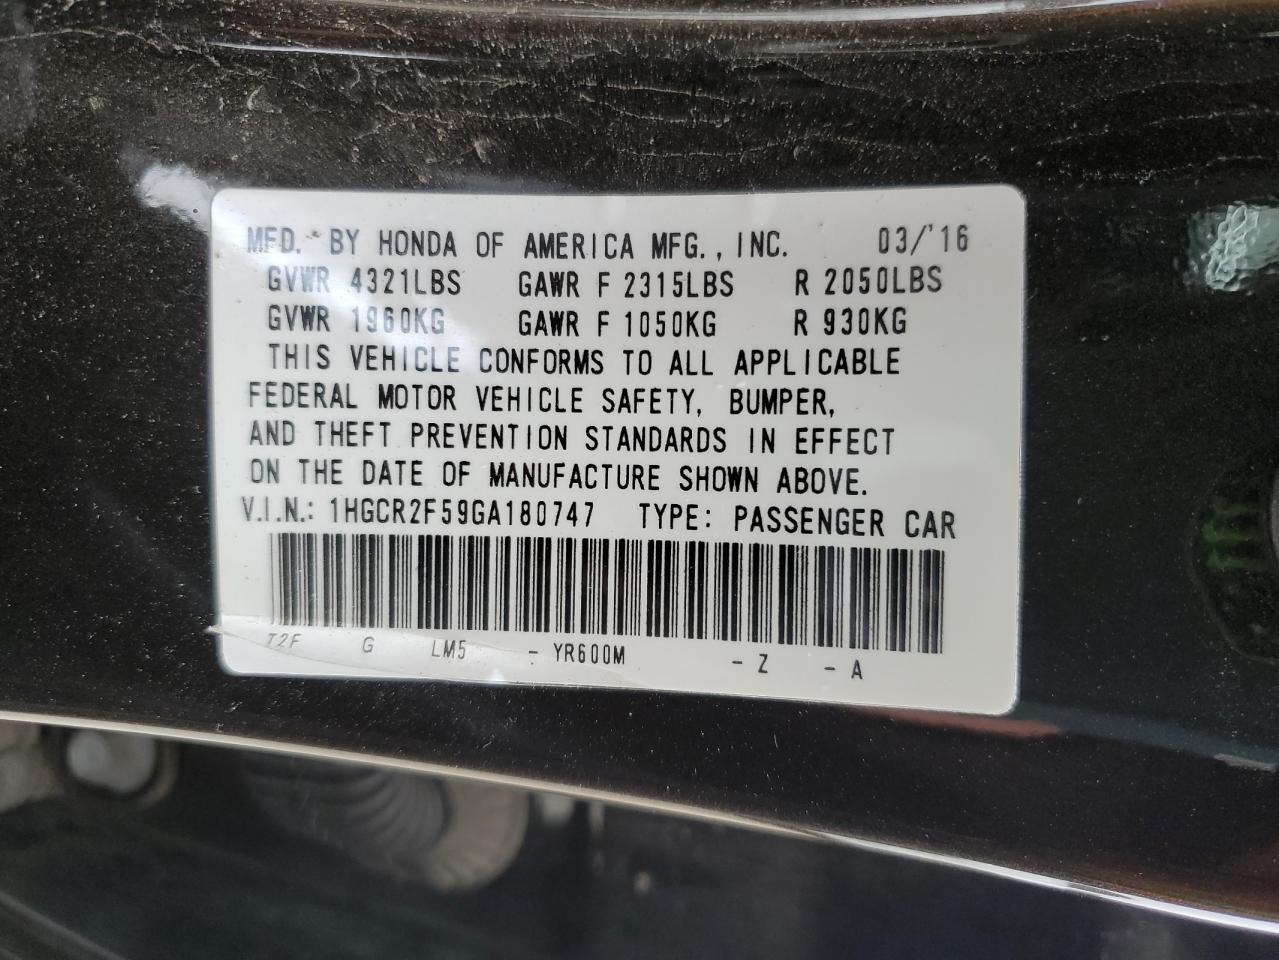 MFD. BY HONDA OF AMERICA MFG., INC. 03/'16
GVWR 4321LBS GAWR F 2315LBS R 2050LBS
GVWR 1960KG GAWR F 1050KG R 930KG
THIS VEHICLE CONFORMS TO ALL APPLICABLE
FEDERAL MOTOR VEHICLE SAFETY, BUMPER,
AND THEFT PREVENTION STANDARDS IN EFFECT
ON THE DATE OF MANUFACTURE SHOWN ABOVE.
V.I.N.: 1HGCR2F59GA180747 TYPE: PASSENGER CAR
T2F G LM5 - YR600M - Z - A